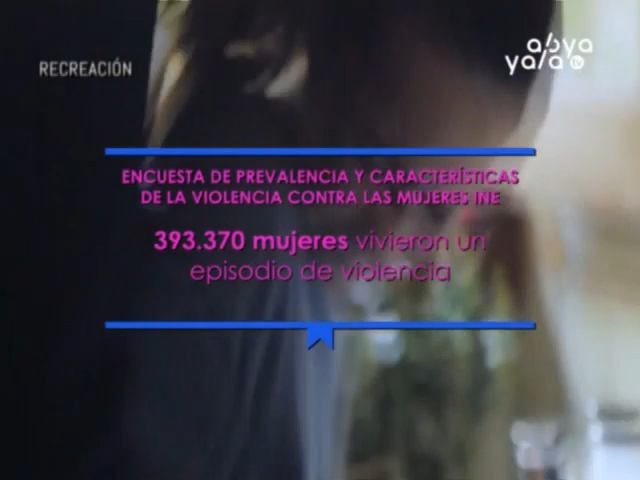 RECREACIÓN
abya
yala tv
ENCUESTA DE PREVALENCIA Y CARACTERÍSTICAS
DE LA VIOLENCIA CONTRA LAS MUJERES INE
393.370 mujeres vivieron un
episodio de violencia